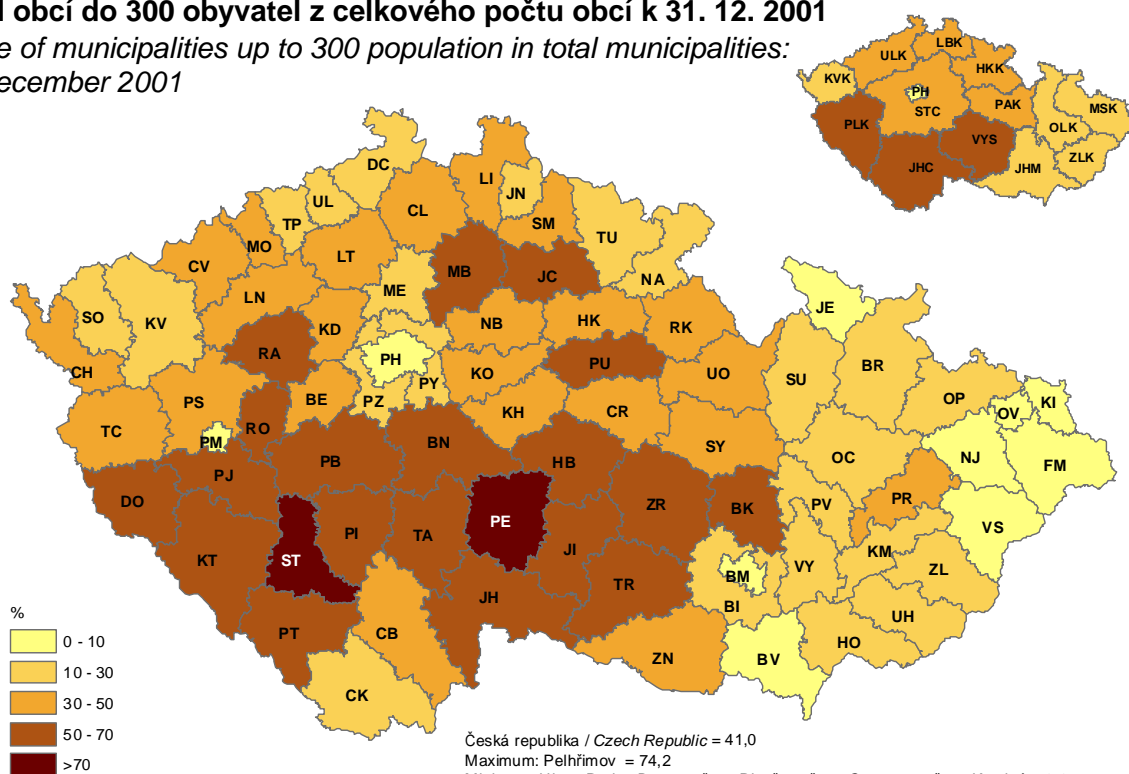 obcí do 300 obyvatel z celkového počtu obcí k 31. 12. 2001
e of municipalities up to 300 population in total municipalities:
ecember 2001
LBK
ULK
HKK
KVK
PH
MSK
PAK
STC
PLK
OLK
VYS
ZLK
JHC
JHM
DC
LI
JN
UL
CL
TP
SM
TU
MO
LT
CV
MB
JC
NA
ME
LN
SO
KV
NB
HK
JE
KD
RK
RA
PH
PU
BR
CH
KO
UO
SU
PY
PS
BE
PZ
OP
KI
KH
CR
OV
TC
RO
PM
BN
SY
OC
NJ
FM
PB
HB
PJ
DO
PR
PV
ZR
BK
VS
PE
PI
TA
JI
KM
KT
ST
VY
ZL
BM
TR
JH
BI
UH
PT
CB
HO
ZN
BV
CK
%
0 - 10
10 - 30
30 - 50
50 - 70
>70
Česká republika / Czech Republic = 41,0
Maximum: Pelhřimov = 74,2